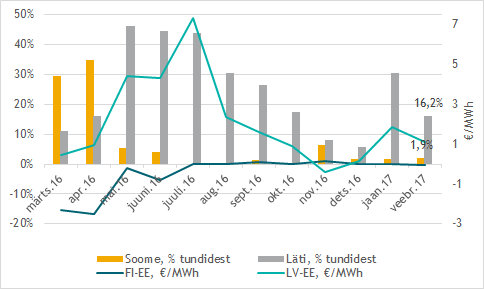 50%
40%
30%
20%
10%
0%
-10%
-20%
7
5
3
1
-1
-3
€/MWh
16,2%
1,9%
marts.16
apr.16
mai.16
juuni.16
juuli.16
aug.16
sept.16
okt.16
nov.16
dets.16
jaan.17
veebr.17
Soome, % tundidest
Läti, % tundidest
FI-EE, €/MWh
LV-EE, €/MWh